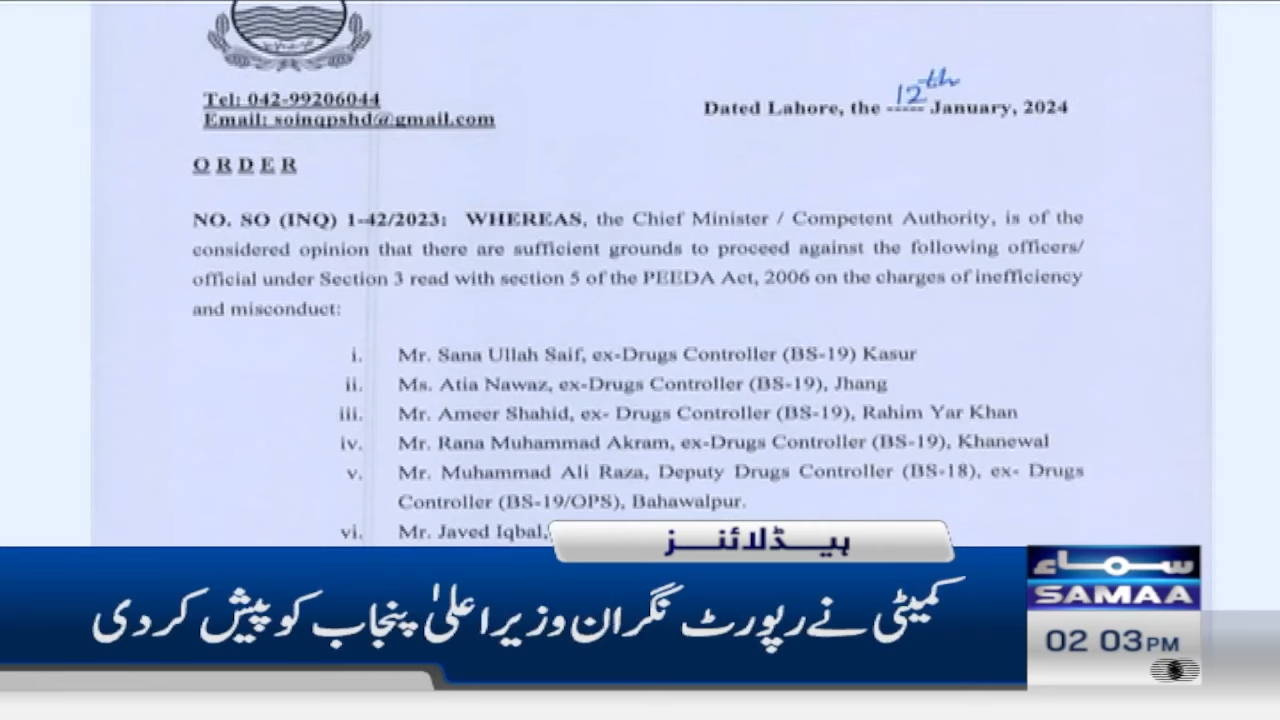 Tel: 042-99206044
Email: soinqpshd@gmail.com
Dated Lahore, the 12th January, 2024
ORDER
NO. SO (INQ) 1-42/2023: WHEREAS, the Chief Minister / Competent Authority, is of the
considered opinion that there are sufficient grounds to proceed against the following officers/
official under Section 3 read with section 5 of the PEEDA Act, 2006 on the charges of inefficiency
and misconduct:
i. Mr. Sana Ullah Saif, ex-Drugs Controller (BS-19) Kasur
ii. Ms. Atia Nawaz, ex-Drugs Controller (BS-19), Jhang
iii. Mr. Ameer Shahid, ex- Drugs Controller (BS-19), Rahim Yar Khan
iv. Mr. Rana Muhammad Akram, ex-Drugs Controller (BS-19), Khanewal
v. Mr. Muhammad Ali Raza, Deputy Drugs Controller (BS-18), ex- Drugs
Controller (BS-19/OPS), Bahawalpur.
vi. Mr. Javed Iqbal,
ہیڈلائنز
کمیٹی نے رپورٹ نگران وزیراعلیٰ پنجاب کو پیش کردی
سماء
SAMAA
02 03 PM